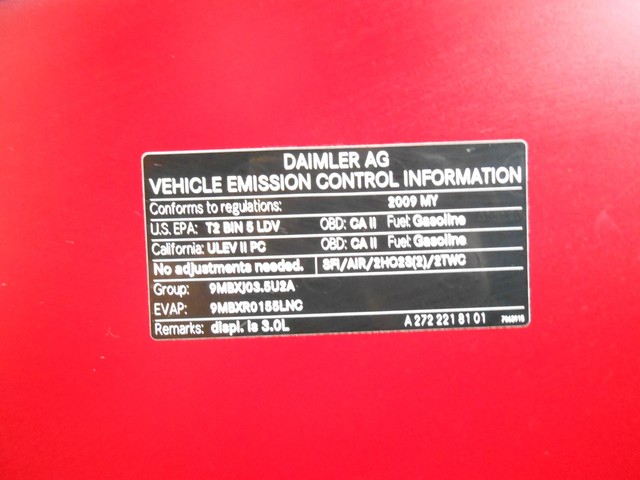 DAIMLER AG
VEHICLE EMISSION CONTROL INFORMATION
Conforms to regulations: 2009 MY
U.S. EPA: T2 BIN 5 LDV OBD: CA II Fuel: Gasoline
California: ULEV II PC OBD: CA II Fuel: Gasoline
No adjustments needed. SFI/AIR/2HO2S(2)/2TWC
Group: 9MBXJ03.5U2A
EVAP: 9MBXR0155LNC
Remarks: displ. is 3.0L A 272 221 81 01